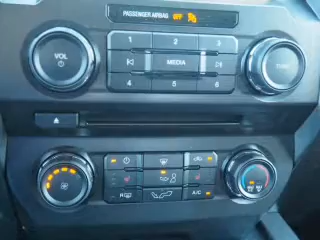 PASSENGER AIRBAG OFF
1 2 3
VOL
MEDIA
TUNE
4 5 6
R
A/C